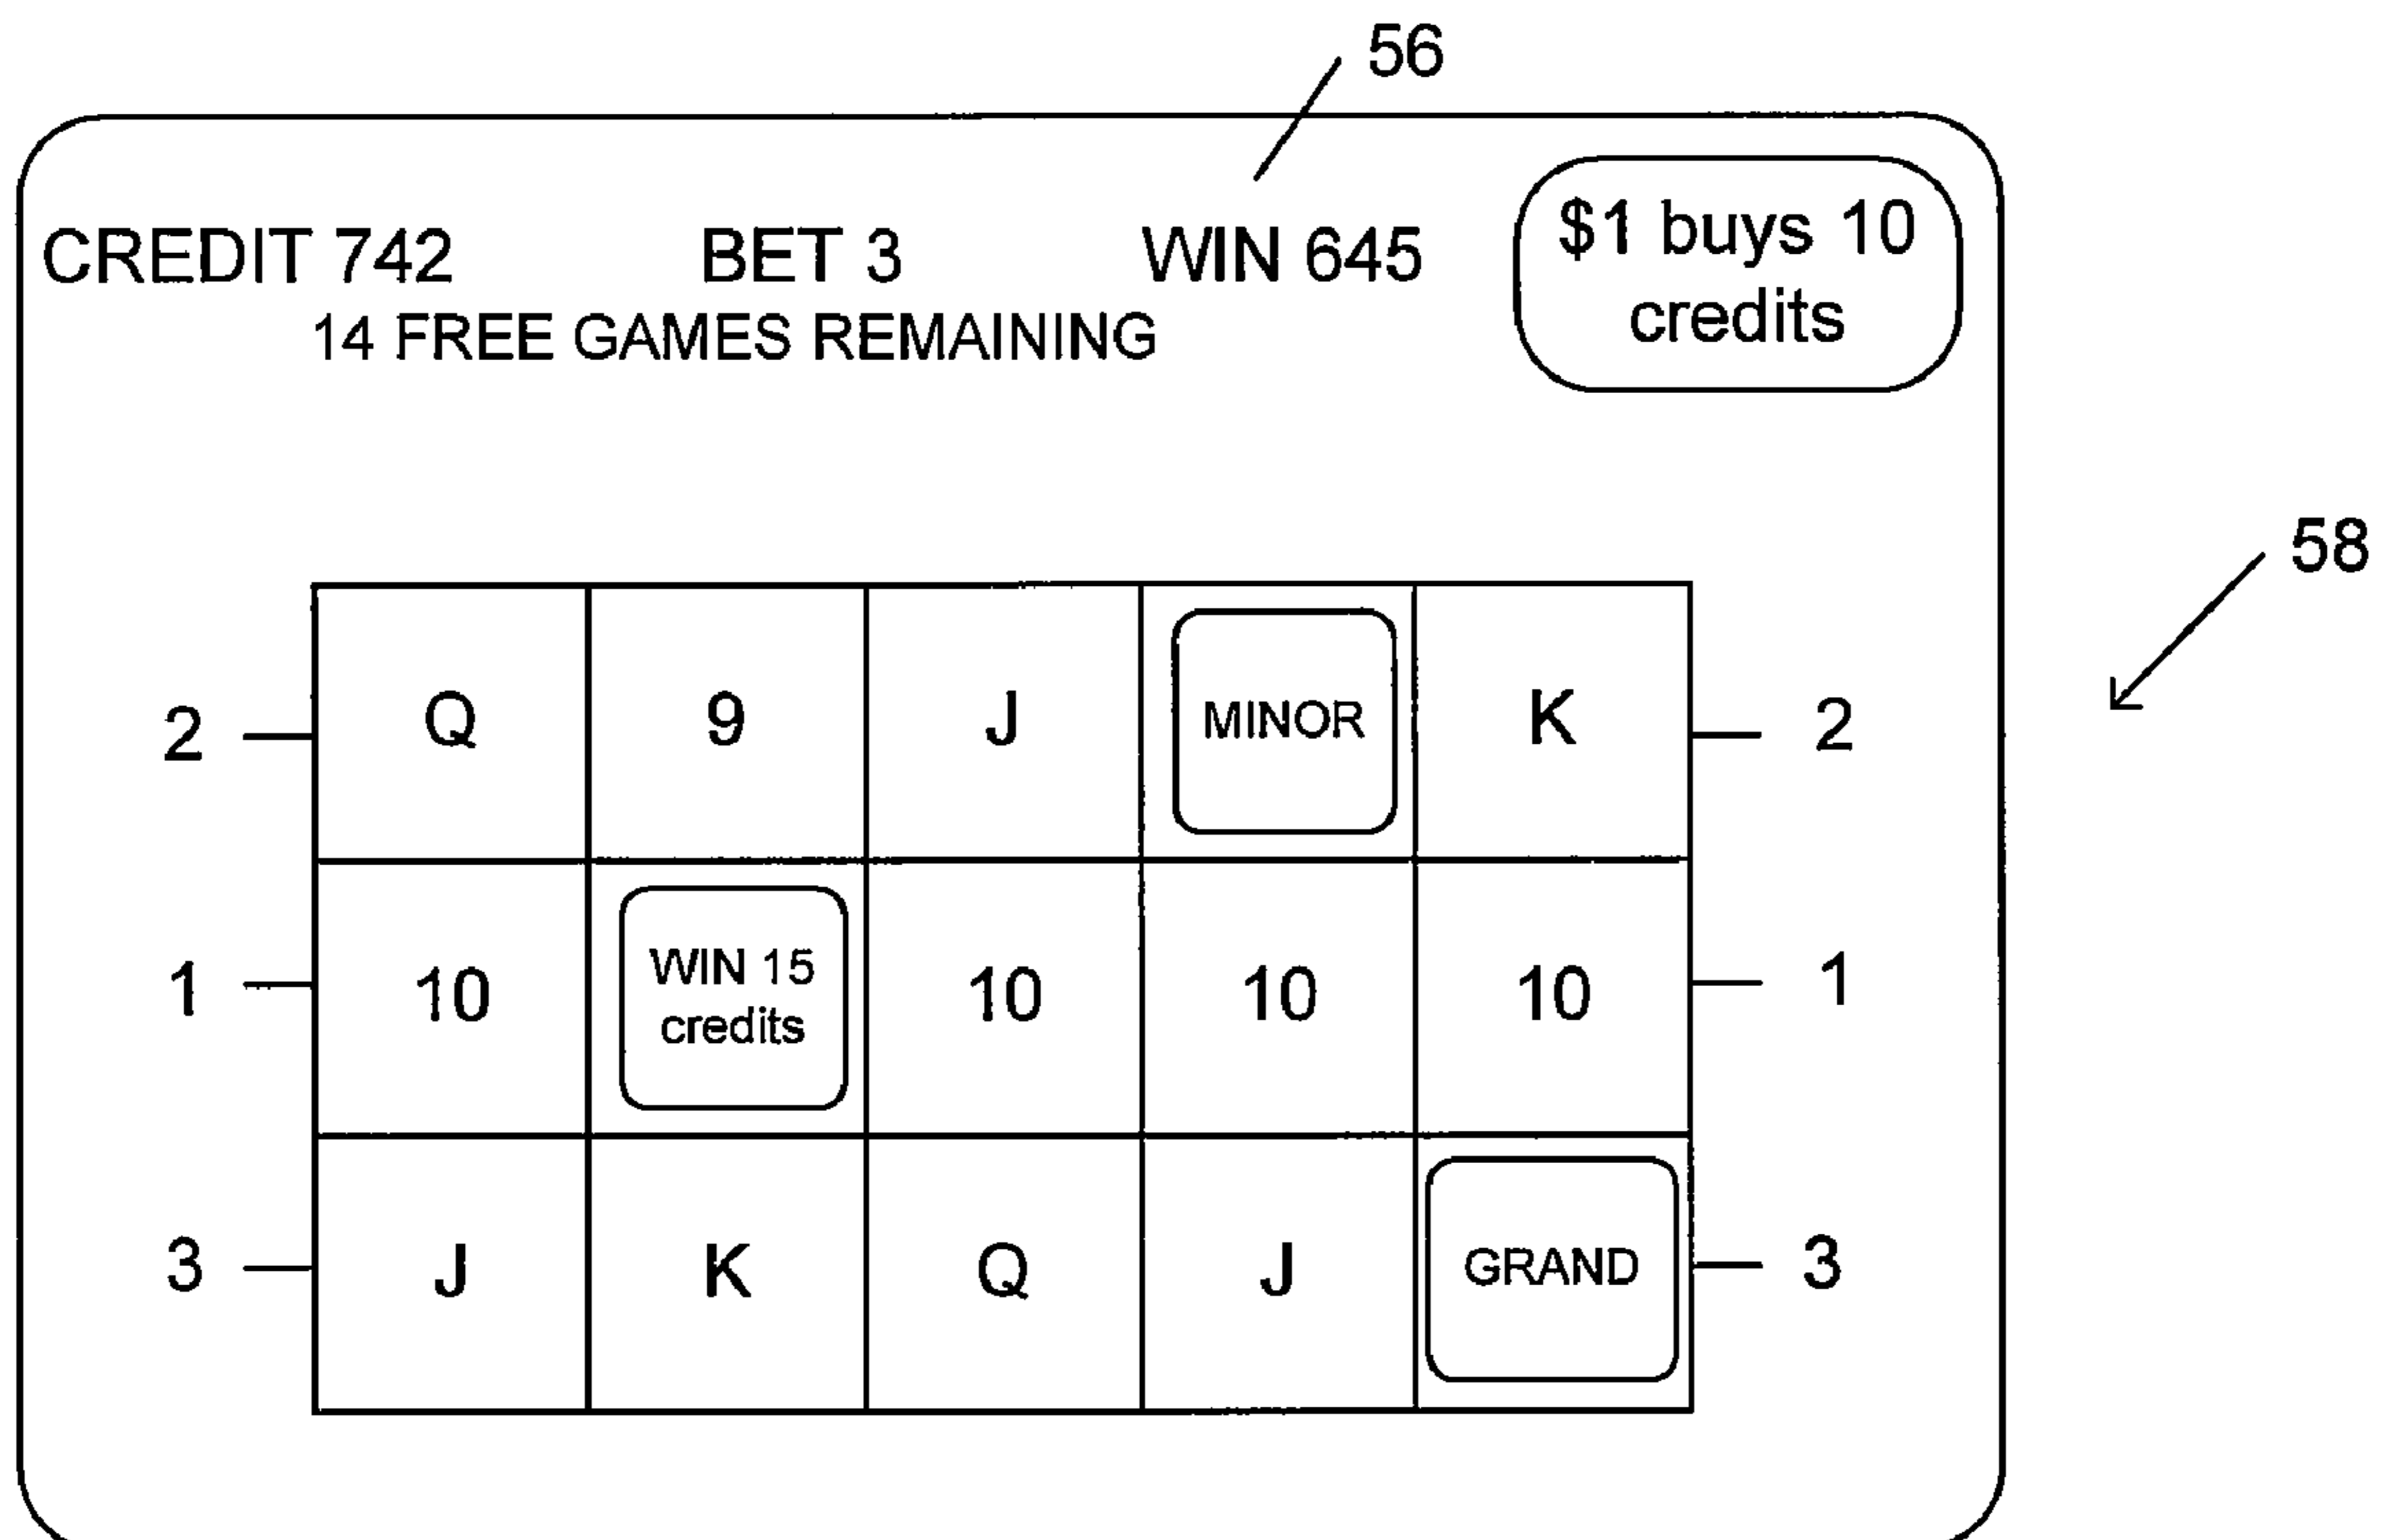 56
CREDIT 742 BET 3 WIN 645
$1 buys 10
credits
14 FREE GAMES REMAINING
58
2 Q 9 J MINOR K 2
1 10 WIN 15
credits 10 10 10 1
3 J K Q J GRAND 3